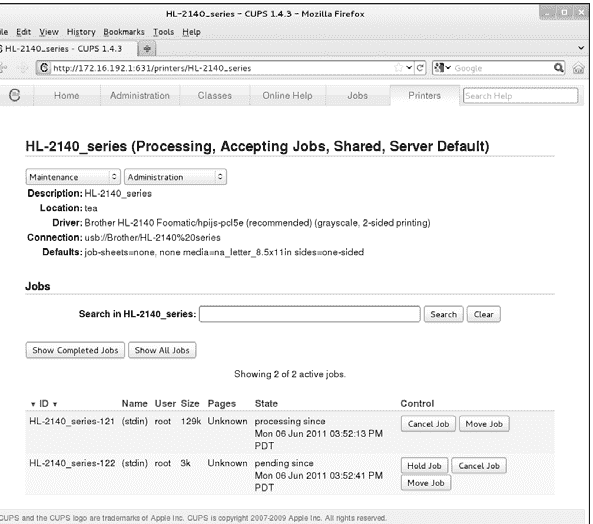 HL-2140_series - CUPS 1.4.3 - Mozilla Firefox
File Edit View History Bookmarks Tools Help
HL-2140_series - CUPS 1.4.3
http://172.16.192.1:631/printers/HL-2140_series
Google
Home Administration Classes Online Help Jobs Printers Search Help
HL-2140_series (Processing, Accepting Jobs, Shared, Server Default)
Maintenance Administration
Description: HL-2140_series
Location: tea
Driver: Brother HL-2140 Foomatic/hpijs-pcl5e (recommended) (grayscale, 2-sided printing)
Connection: usb://Brother/HL-2140%20series
Defaults: job-sheets=none, none media=na_letter_8.5x11in sides=one-sided
Jobs
Search in HL-2140_series: Search Clear
Show Completed Jobs Show All Jobs
Showing 2 of 2 active jobs.
▼ ID ▼ Name User Size Pages State Control
HL-2140_series-121 (stdin) root 129k Unknown processing since
Mon 06 Jun 2011 03:52:13 PM
PDT Cancel Job Move Job
HL-2140_series-122 (stdin) root 3k Unknown pending since
Mon 06 Jun 2011 03:52:41 PM
PDT Hold Job Cancel Job
Move Job
CUPS and the CUPS logo are trademarks of Apple Inc. CUPS is copyright 2007-2009 Apple Inc. All rights reserved.